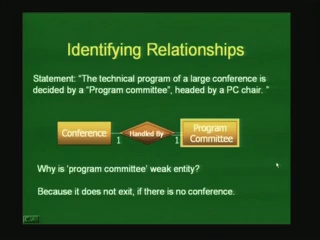 Identifying Relationships
Statement: "The technical program of a large conference is
decided by a "Program committee", headed by a PC chair. "
Conference
Handled By
Program
Committee
1
1
Why is 'program committee' weak entity?
Because it does not exit, if there is no conference.